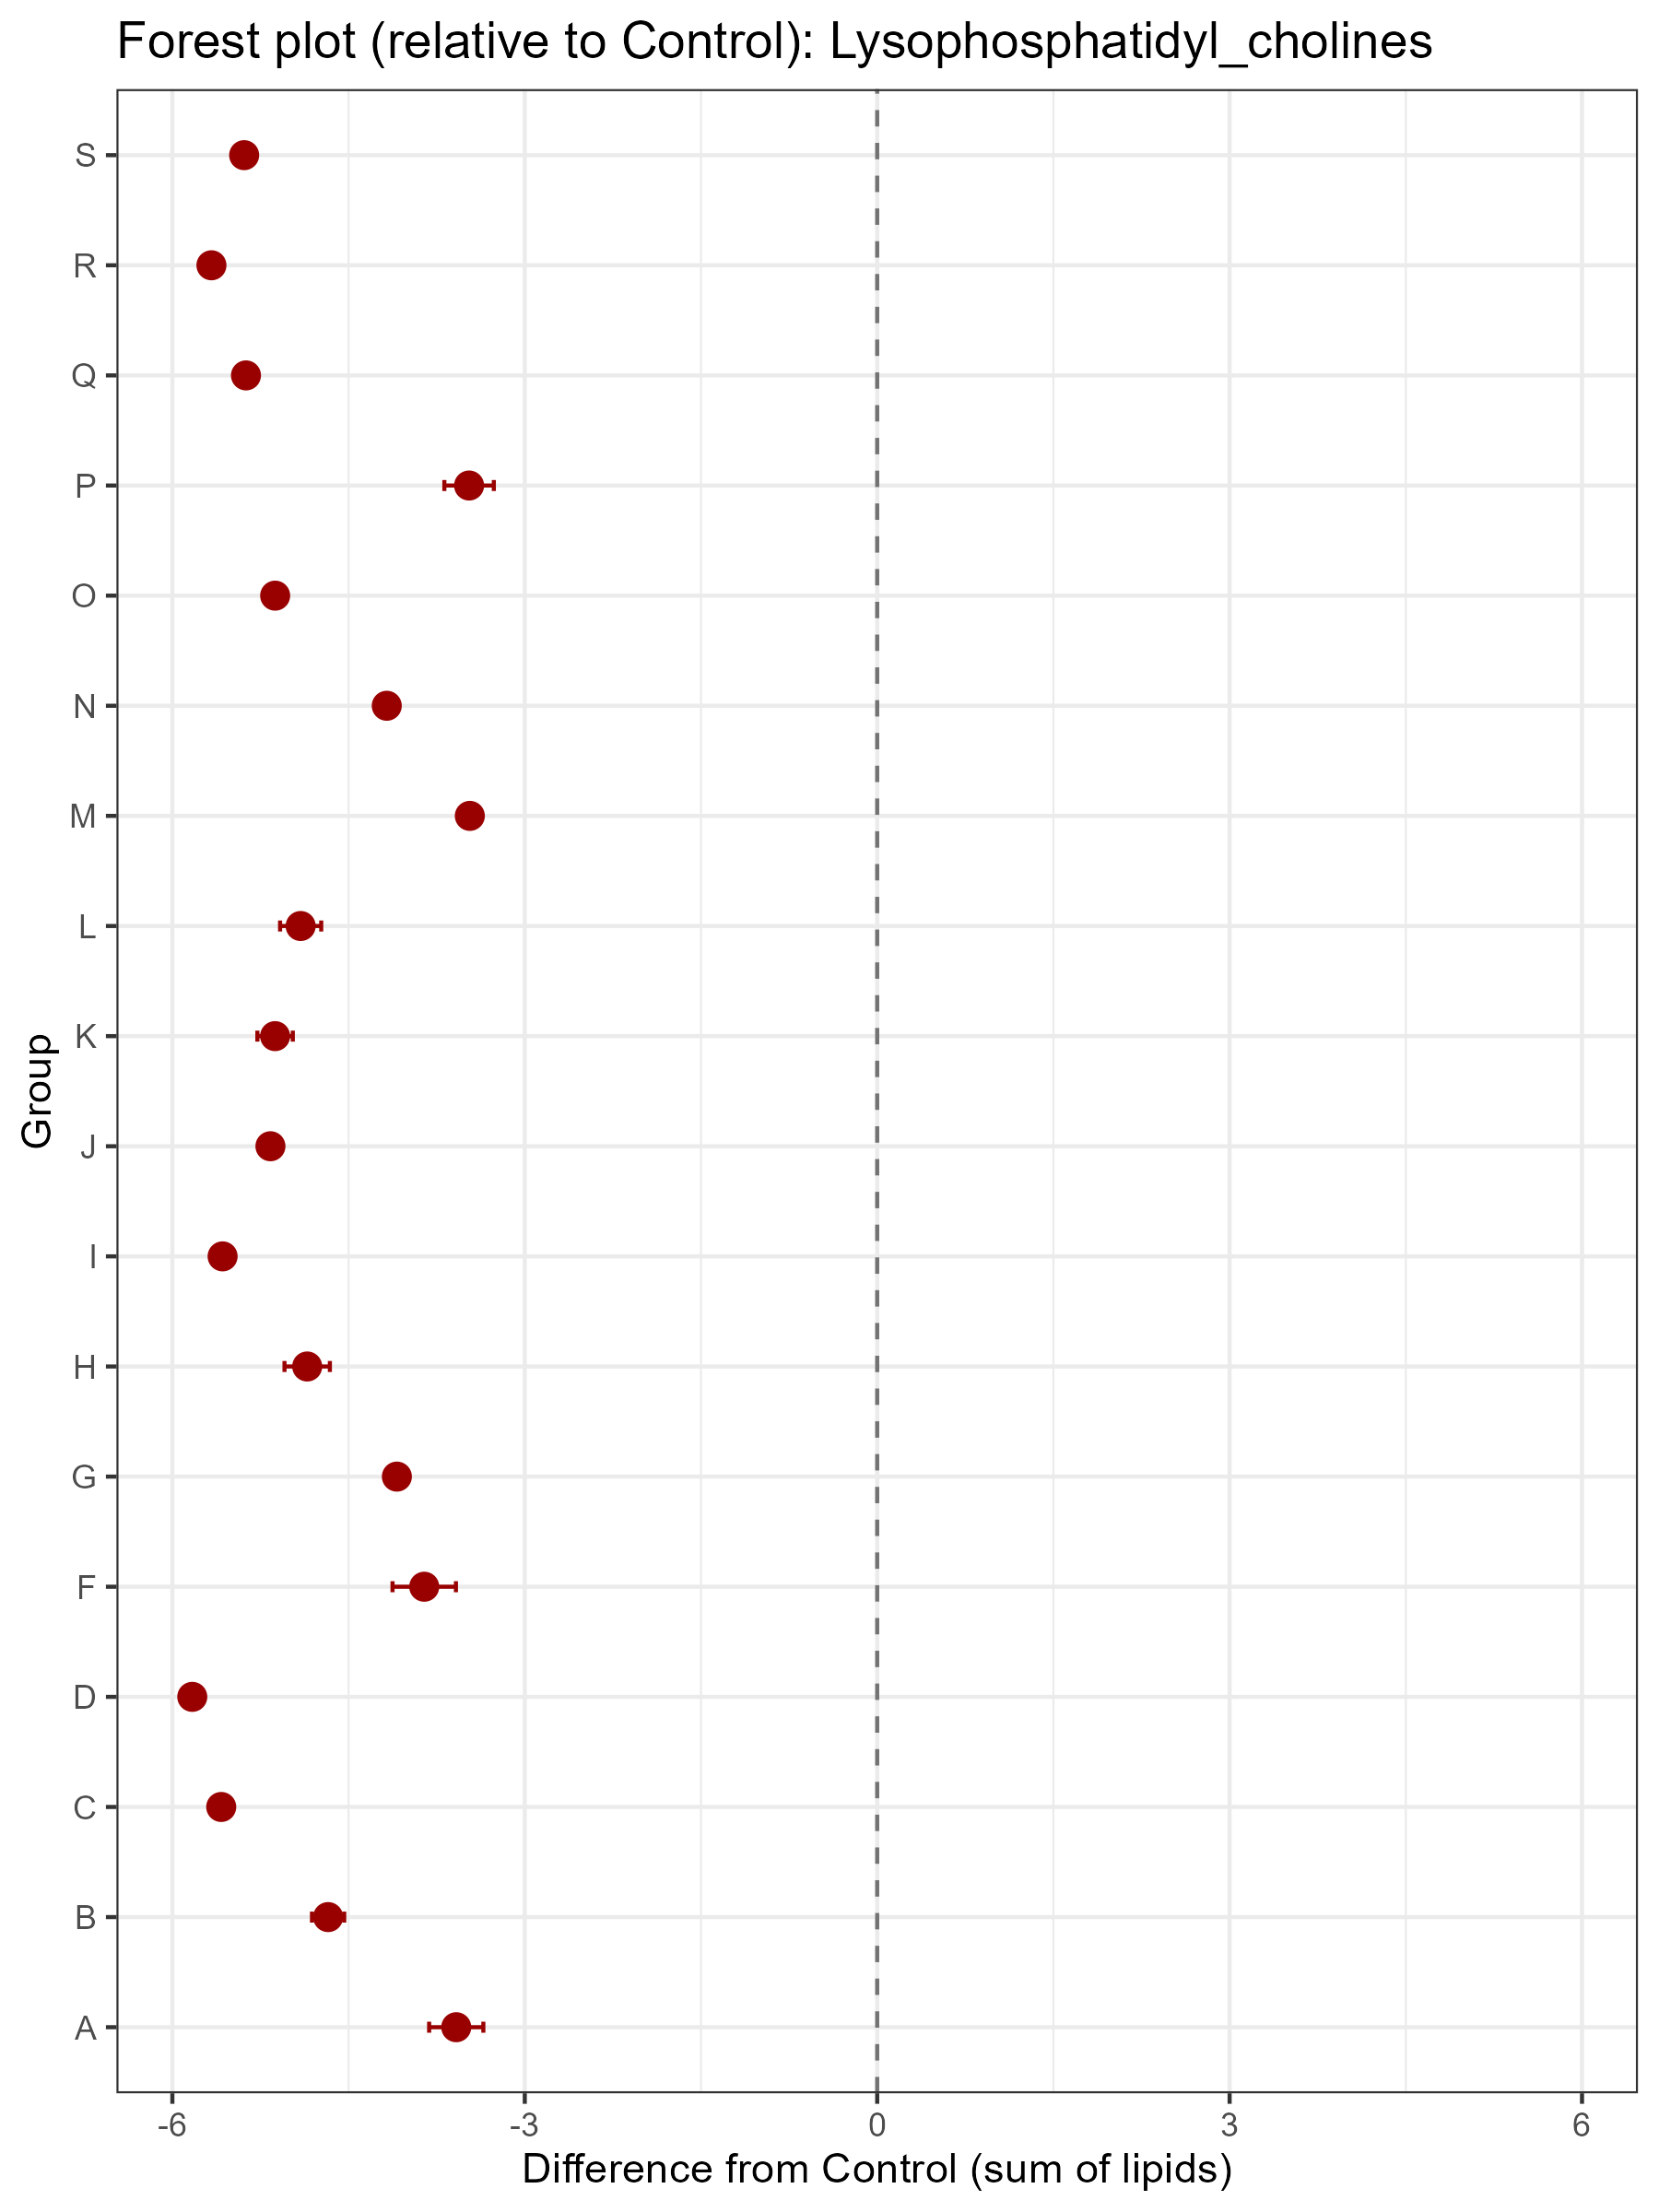 Forest plot (relative to Control): Lysophosphatidyl_cholines
S
R
Q
P
O
N
M
L
K
J
I
H
G
F
D
C
B
A
Group
-6 -3 0 3 6
Difference from Control (sum of lipids)